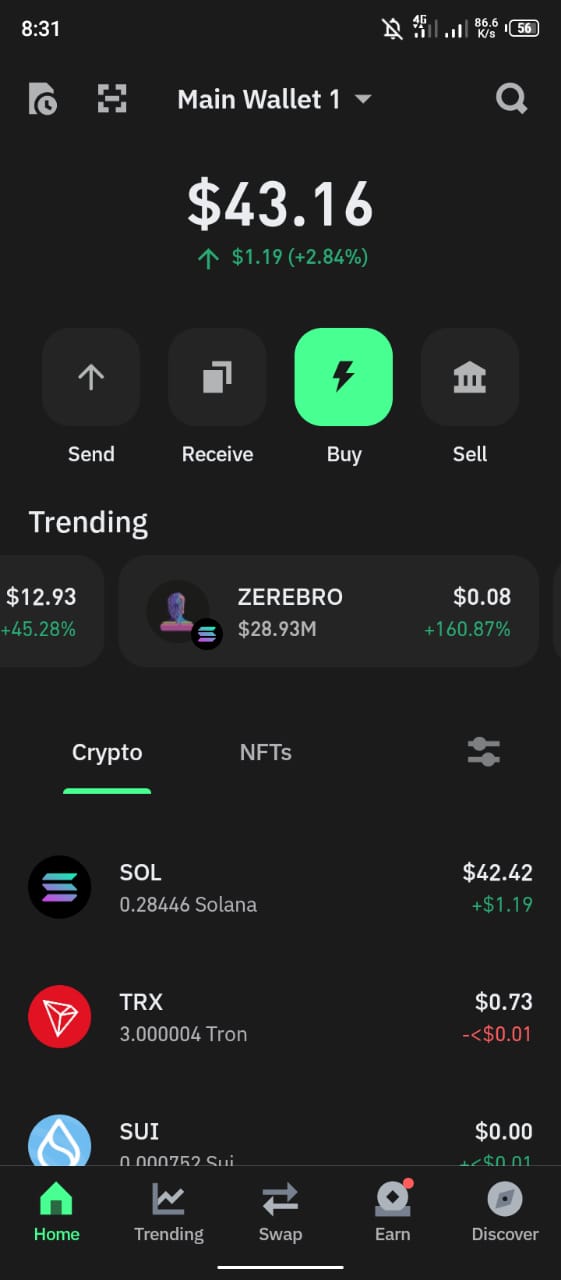 8:31
4G
86.6
K/s
56
Main Wallet 1
$43.16
$1.19 (+2.84%)
Send
Receive
Buy
Sell
Trending
$12.93
+45.28%
ZEREBRO
$0.08
$28.93M
+160.87%
Crypto
NFTs
SOL
$42.42
0.28446 Solana
+$1.19
TRX
$0.73
3.000004 Tron
-<$0.01
SUI
$0.00
0.000752 Sui
+<$0.01
Home
Trending
Swap
Earn
Discover